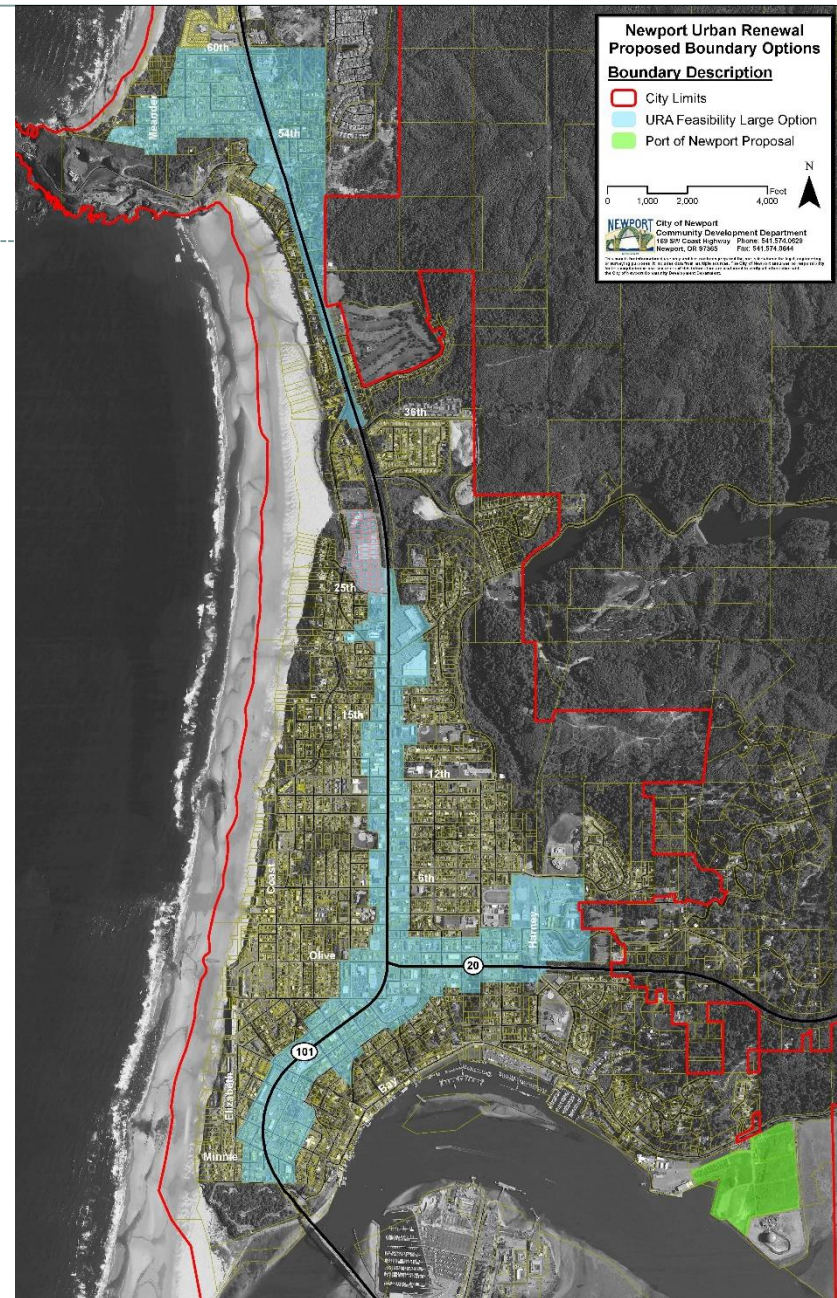 Newport Urban Renewal
Proposed Boundary Options
Boundary Description
City Limits
URA Feasibility Large Option
Port of Newport Proposal
N
Feet
0 1,000 2,000 4,000
NEWPORT
City of Newport
Community Development Department
169 SW Coast Highway Phone: 541.574.0629
Newport, OR 97365 Fax: 541.574.0644
60th
Meander
54th
36th
25th
15th
12th
Coast
6th
Harney
Olive
20
101
Elizabeth
Bay
Minnie